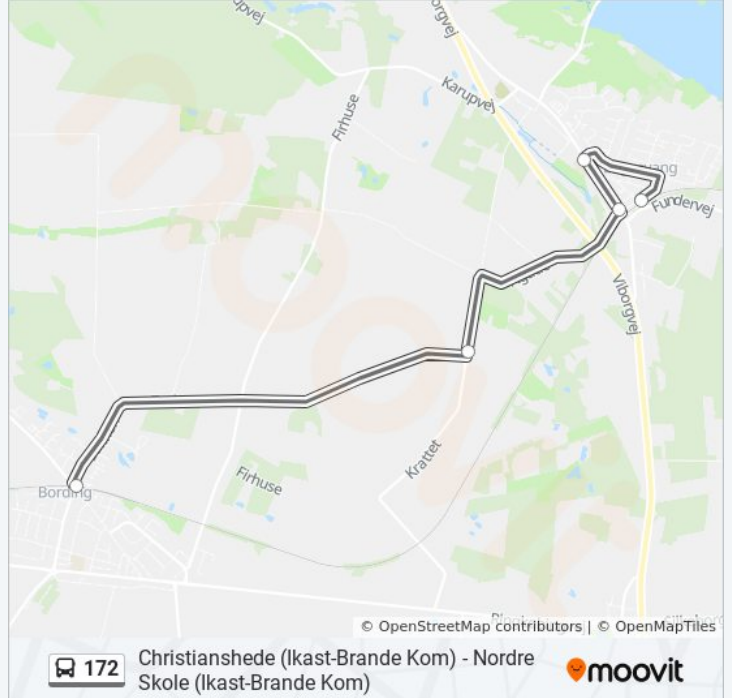 Karupvej
Firhuse
Viborgvej
Fundervej
Firhuse
Bording
Krattet
© OpenStreetMap contributors | © OpenMapTiles
172
Christianshede (Ikast-Brande Kom) - Nordre
Skole (Ikast-Brande Kom)
moovit